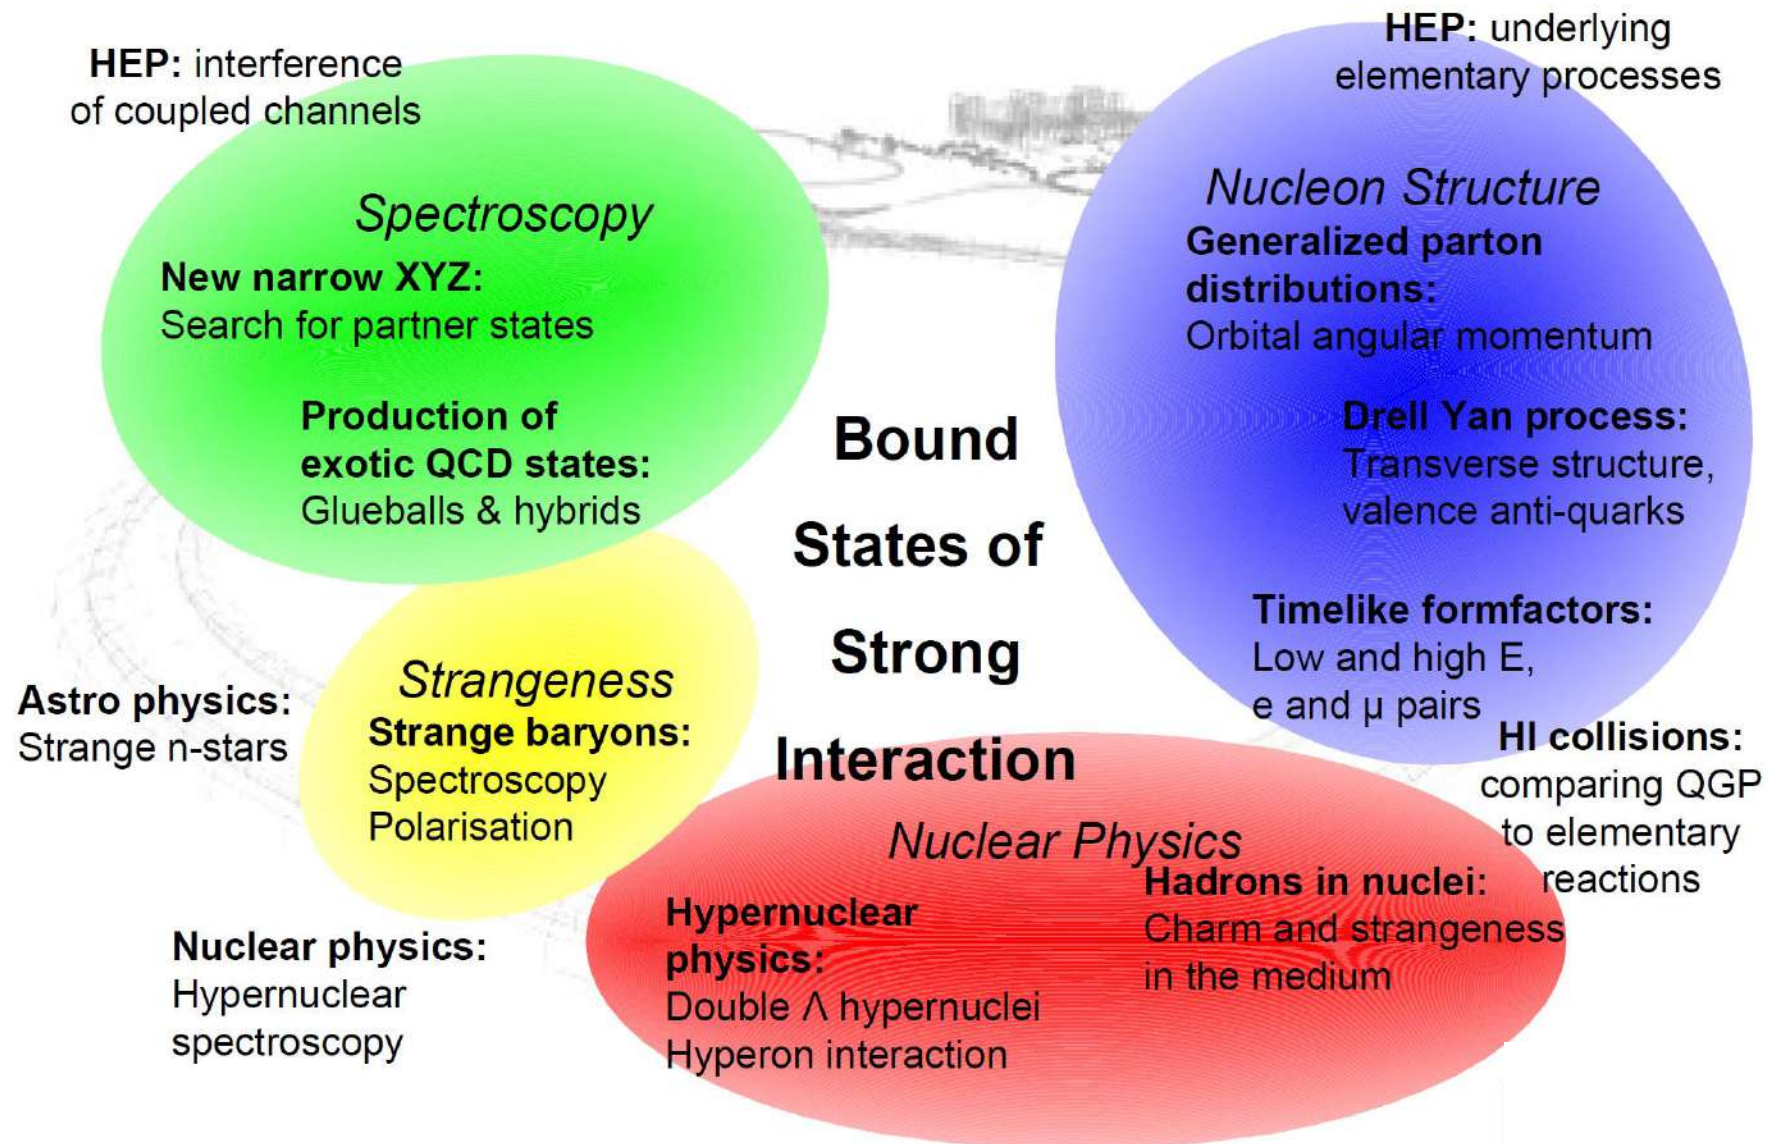 HEP: interference
of coupled channels
Spectroscopy
New narrow XYZ:
Search for partner states
Production of
exotic QCD states:
Glueballs & hybrids
HEP: underlying
elementary processes
Nucleon Structure
Generalized parton
distributions:
Orbital angular momentum
Drell Yan process:
Transverse structure,
valence anti-quarks
Timelike formfactors:
Low and high E,
e and μ pairs
Bound
States of
Strong
Interaction
Astro physics:
Strange n-stars
Strangeness
Strange baryons:
Spectroscopy
Polarisation
HI collisions:
comparing QGP
to elementary
reactions
Nuclear Physics
Hadrons in nuclei:
Charm and strangeness
in the medium
Hypernuclear
physics:
Double Λ hypernuclei
Hyperon interaction
Nuclear physics:
Hypernuclear
spectroscopy